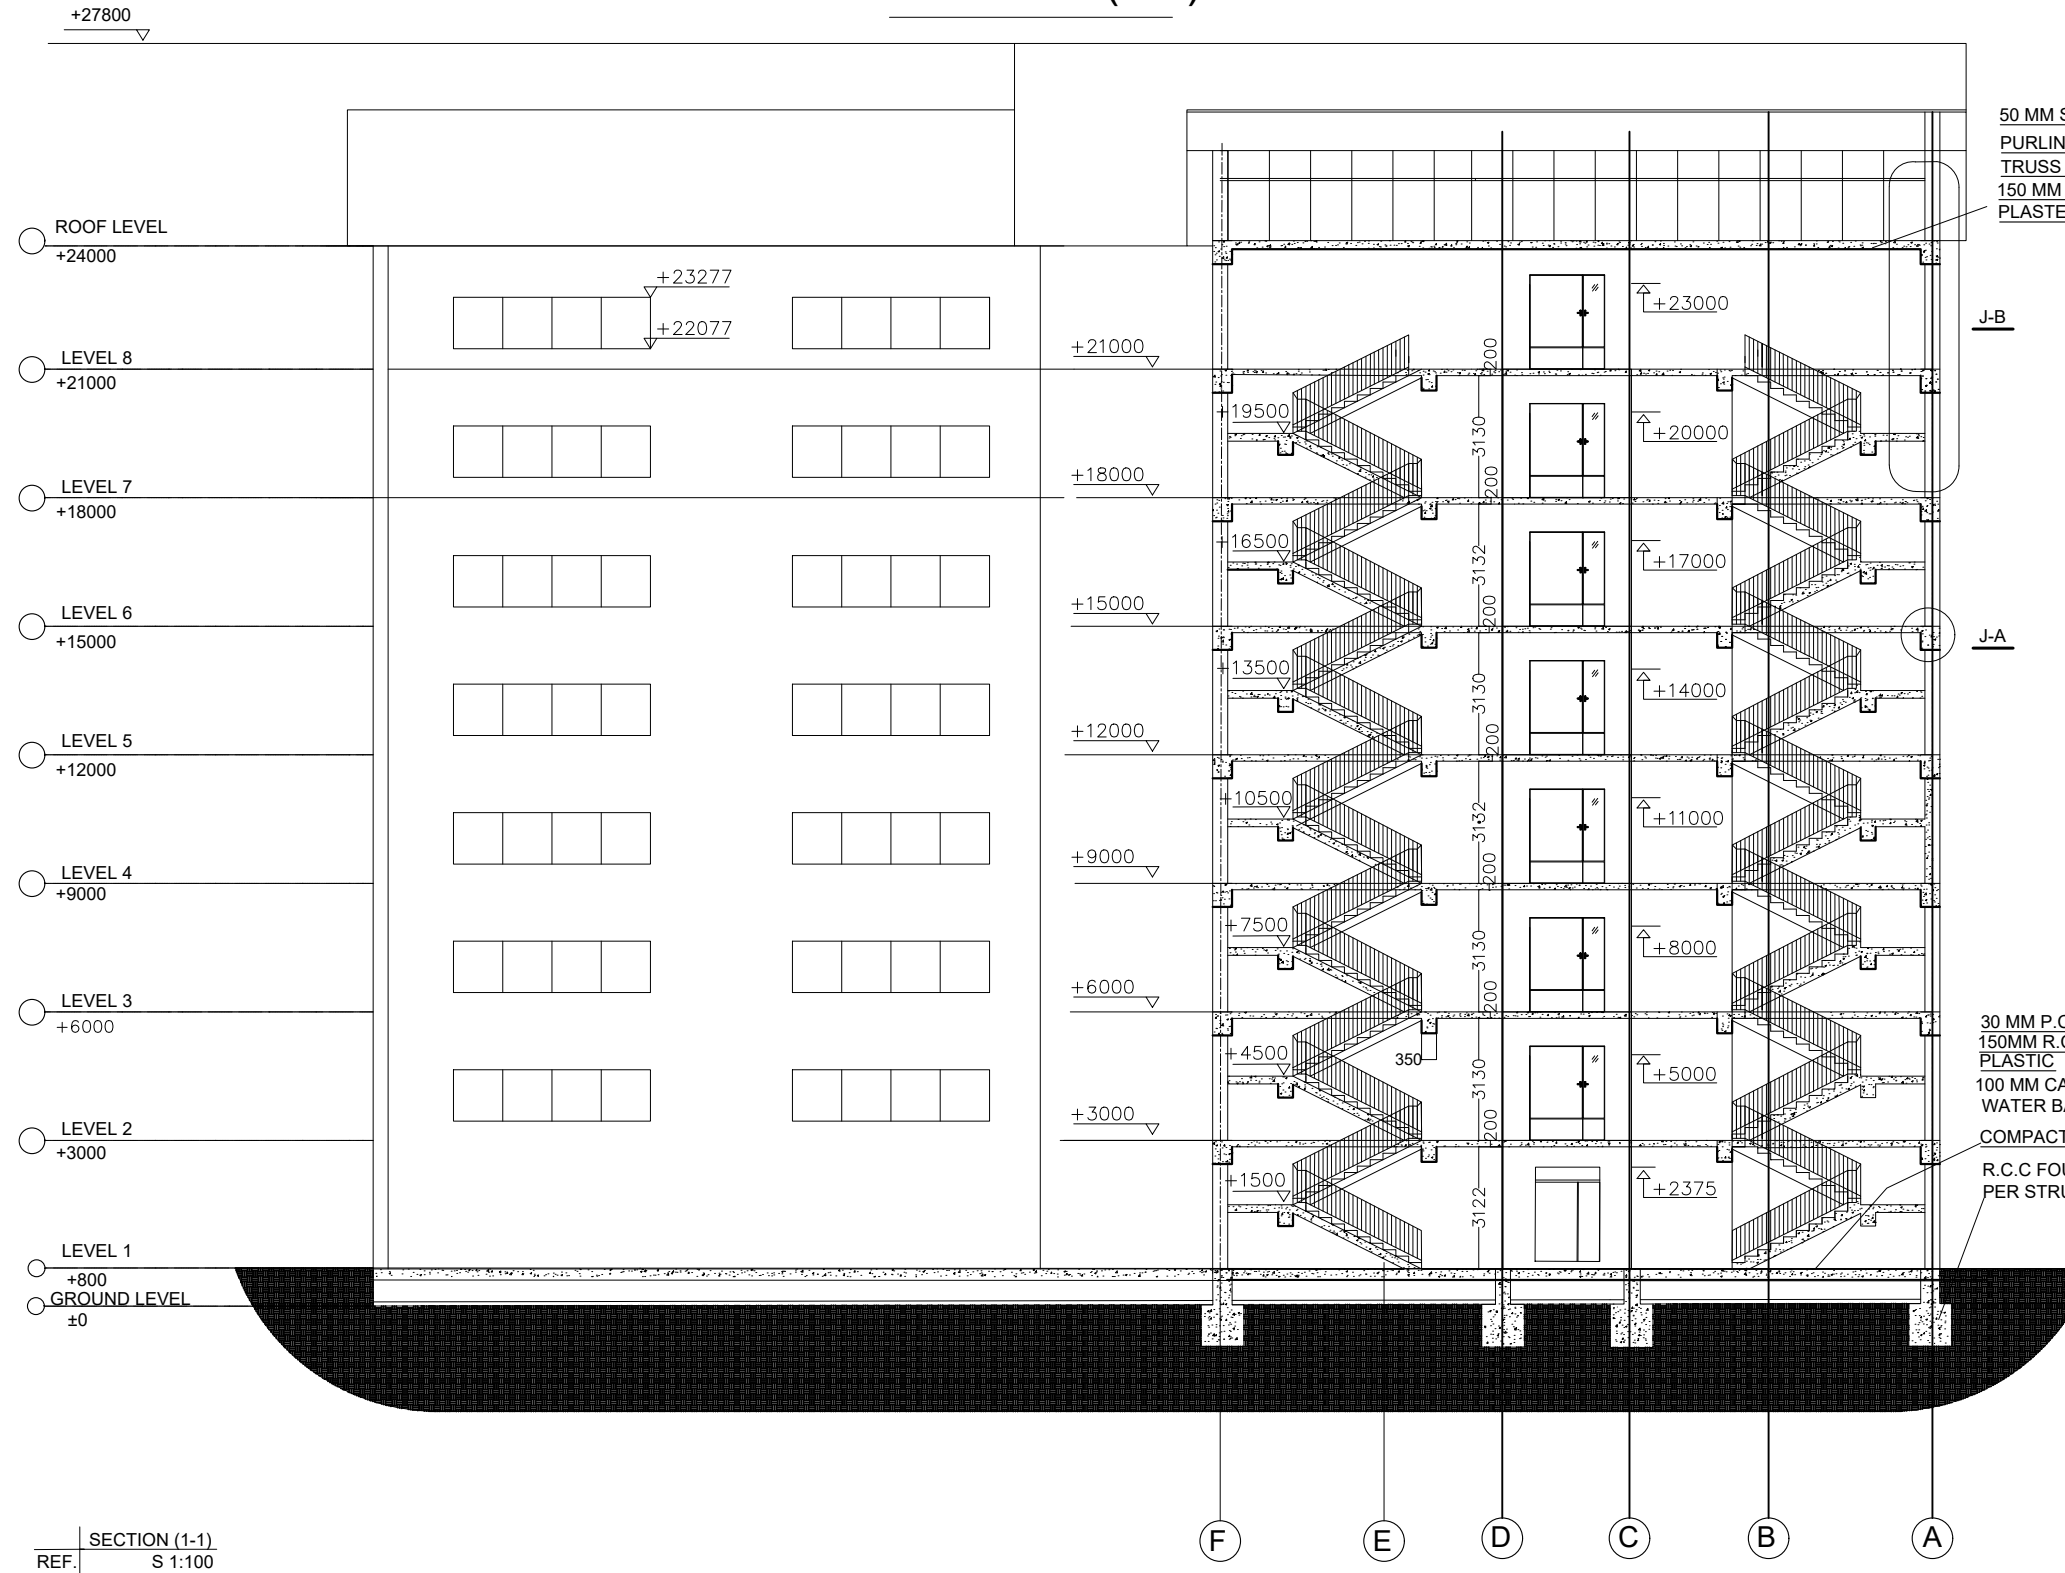 +27800
50 MM S
PURLIN
TRUSS
150 MM
PLASTE
ROOF LEVEL
+24000
+23277
+22077
+23000
J-B
LEVEL 8
+21000
+21000
200
+19500
3130
+20000
LEVEL 7
+18000
+18000
200
+16500
3132
+17000
LEVEL 6
+15000
+15000
200
J-A
+13500
3130
+14000
LEVEL 5
+12000
+12000
200
+10500
3132
+11000
LEVEL 4
+9000
+9000
200
+7500
3130
+8000
LEVEL 3
+6000
+6000
200
30 MM P.C
150MM R.C
PLASTIC
100 MM CA
WATER BA
+4500
350
3130
+5000
LEVEL 2
+3000
+3000
200
COMPACT
R.C.C FOU
PER STRU
+1500
3122
+2375
LEVEL 1
+800
GROUND LEVEL
±0
F E D C B A
SECTION (1-1)
REF. S 1:100